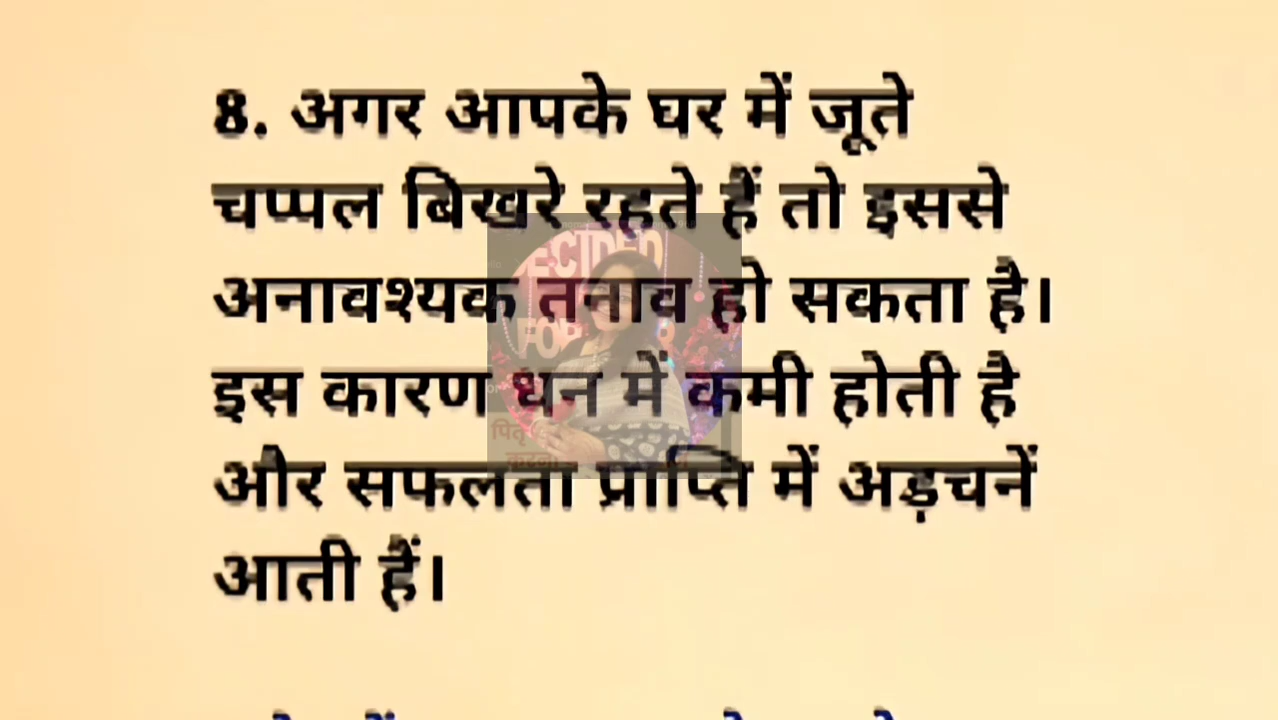 8. अगर आपके घर में जूते
चप्पल बिखरे रहते हैं तो इससे
अनावश्यक तनाव हो सकता है।
इस कारण धन में कमी होती है
और सफलता प्राप्ति में अड़चनें
आती हैं।
पितृ
करना